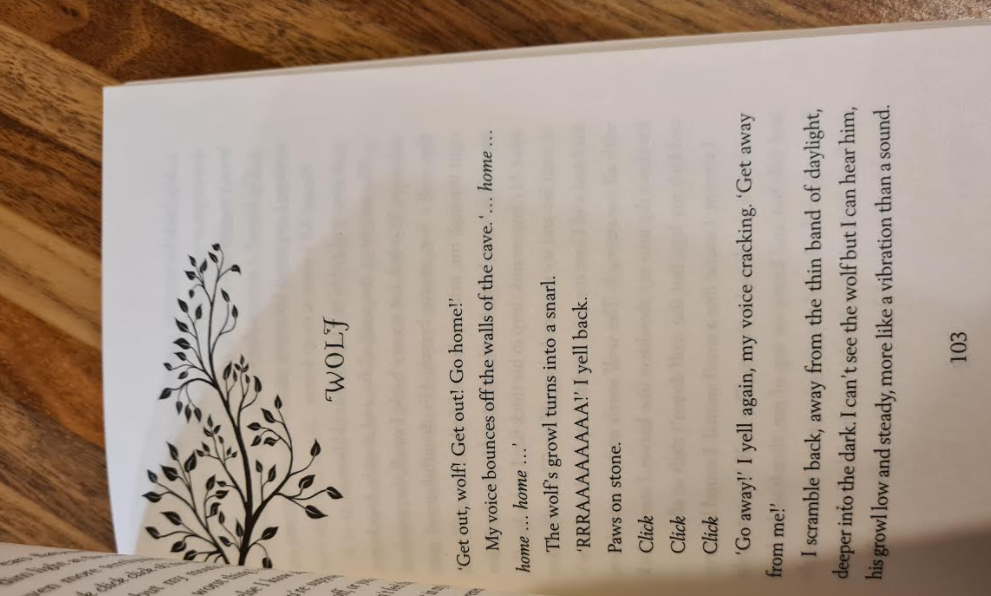 WOLF
'Get out, wolf! Get out! Go home!'
My voice bounces off the walls of the cave. '… home …
home … home …'
The wolf's growl turns into a snarl.
'RRRAAAAAAAAA!' I yell back.
Paws on stone.
Click
Click
Click
'Go away!' I yell again, my voice cracking. 'Get away
from me!'
I scramble back, away from the thin band of daylight,
deeper into the dark. I can't see the wolf but I can hear him,
his growl low and steady, more like a vibration than a sound.
103